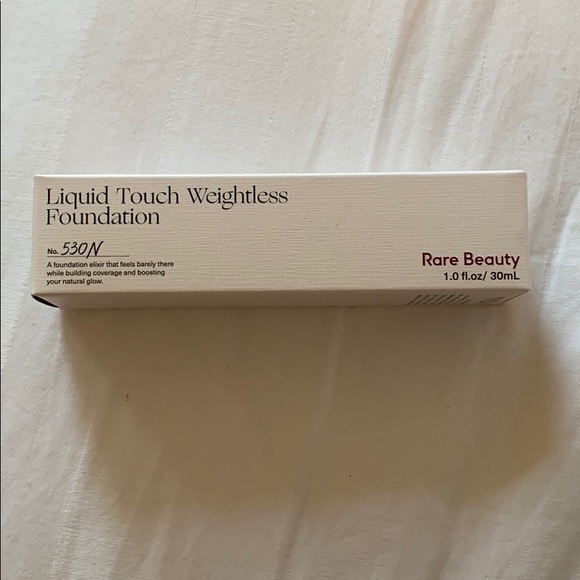 Liquid Touch Weightless
Foundation
No. 530N
A foundation elixir that feels barely there
while building coverage and boosting
your natural glow.
Rare Beauty
1.0 fl.oz/ 30mL